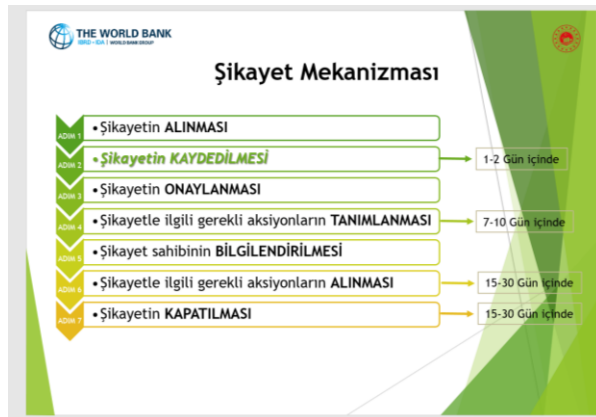 THE WORLD BANK
IBRD • IDA | WORLD BANK GROUP
Şikayet Mekanizması
ADIM 1
•Şikayetin ALINMASI
ADIM 2
•Şikayetin KAYDEDİLMESİ
1-2 Gün içinde
ADIM 3
•Şikayetin ONAYLANMASI
ADIM 4
•Şikayetle ilgili gerekli aksiyonların TANIMLANMASI
7-10 Gün içinde
ADIM 5
•Şikayet sahibinin BİLGİLENDİRİLMESİ
ADIM 6
•Şikayetle ilgili gerekli aksiyonların ALINMASI
15-30 Gün içinde
ADIM 7
•Şikayetin KAPATILMASI
15-30 Gün içinde